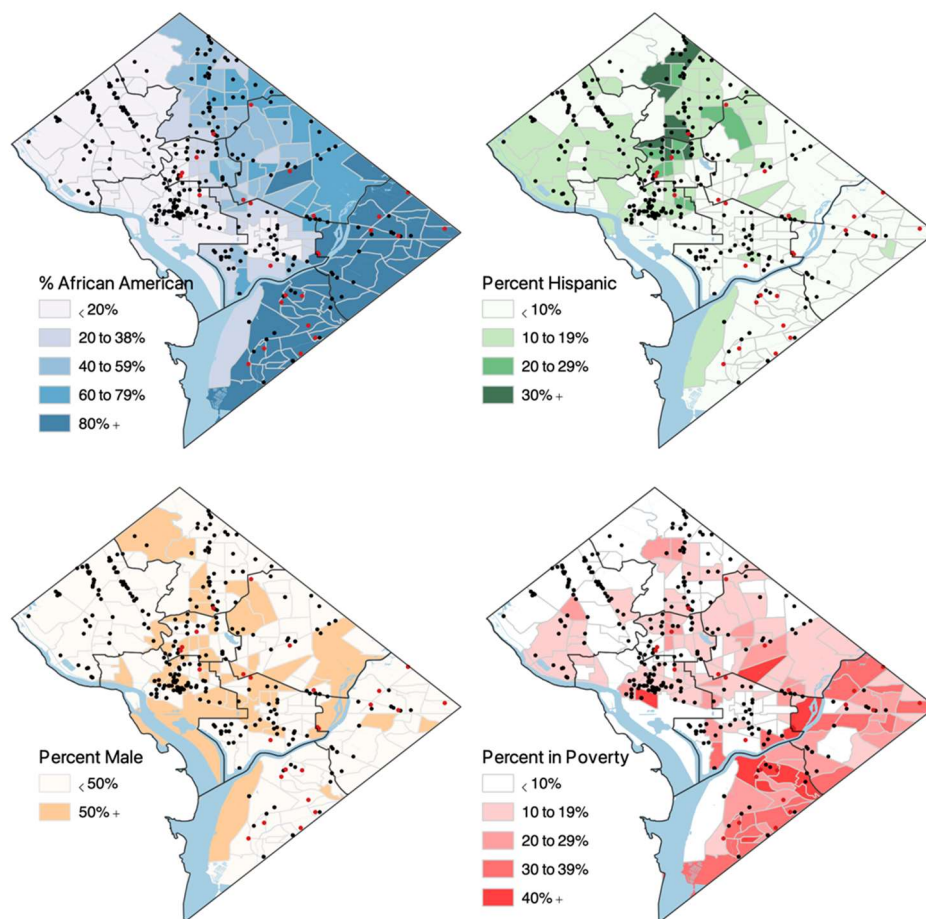 % African American
< 20%
20 to 38%
40 to 59%
60 to 79%
80% +
Percent Hispanic
< 10%
10 to 19%
20 to 29%
30% +
Percent Male
< 50%
50% +
Percent in Poverty
< 10%
10 to 19%
20 to 29%
30 to 39%
40% +